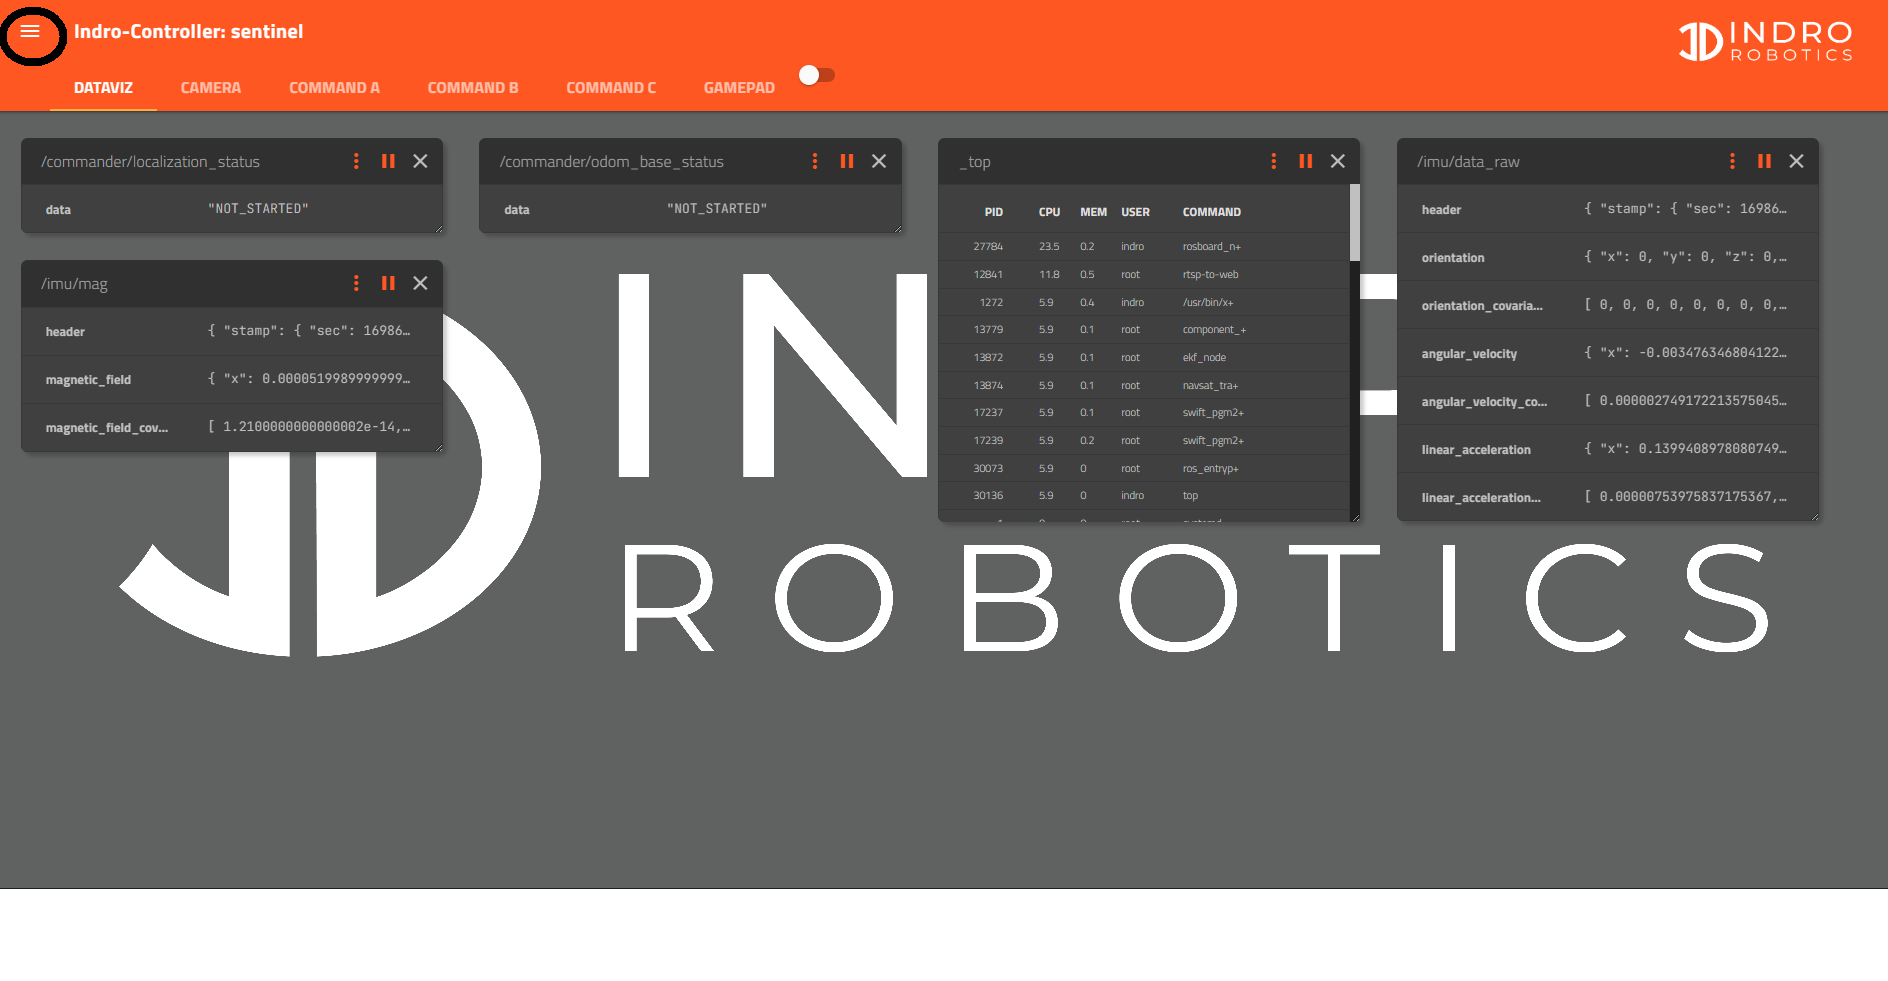 Indro-Controller: sentinel
INDRO
ROBOTICS
DATAVIZ CAMERA COMMAND A COMMAND B COMMAND C GAMEPAD
/commander/localization_status
data "NOT_STARTED"
/commander/odom_base_status
data "NOT_STARTED"
_top
PID CPU MEM USER COMMAND
27784 23.5 0.2 indro rosboard_n+
12841 11.8 0.5 root rtsp-to-web
1272 5.9 0.4 indro /usr/bin/x+
13779 5.9 0.1 root component_+
13872 5.9 0.1 root ekf_node
13874 5.9 0.1 root navsat_tra+
17237 5.9 0.1 root swift_pgm2+
17239 5.9 0.2 root swift_pgm2+
30073 5.9 0 root ros_entryp+
30136 5.9 0 indro top
/imu/data_raw
header { "stamp": { "sec": 16986…
orientation { "x": 0, "y": 0, "z": 0,…
orientation_covaria… [ 0, 0, 0, 0, 0, 0, 0, 0,…
angular_velocity { "x": -0.003476346804122…
angular_velocity_co… [ 0.000002749172213575045…
linear_acceleration { "x": 0.1399408978080749…
linear_acceleration… [ 0.00000753975837175367,…
/imu/mag
header { "stamp": { "sec": 16986…
magnetic_field { "x": 0.0000519989999999…
magnetic_field_cov… [ 1.2100000000000002e-14,…
ROBOTICS